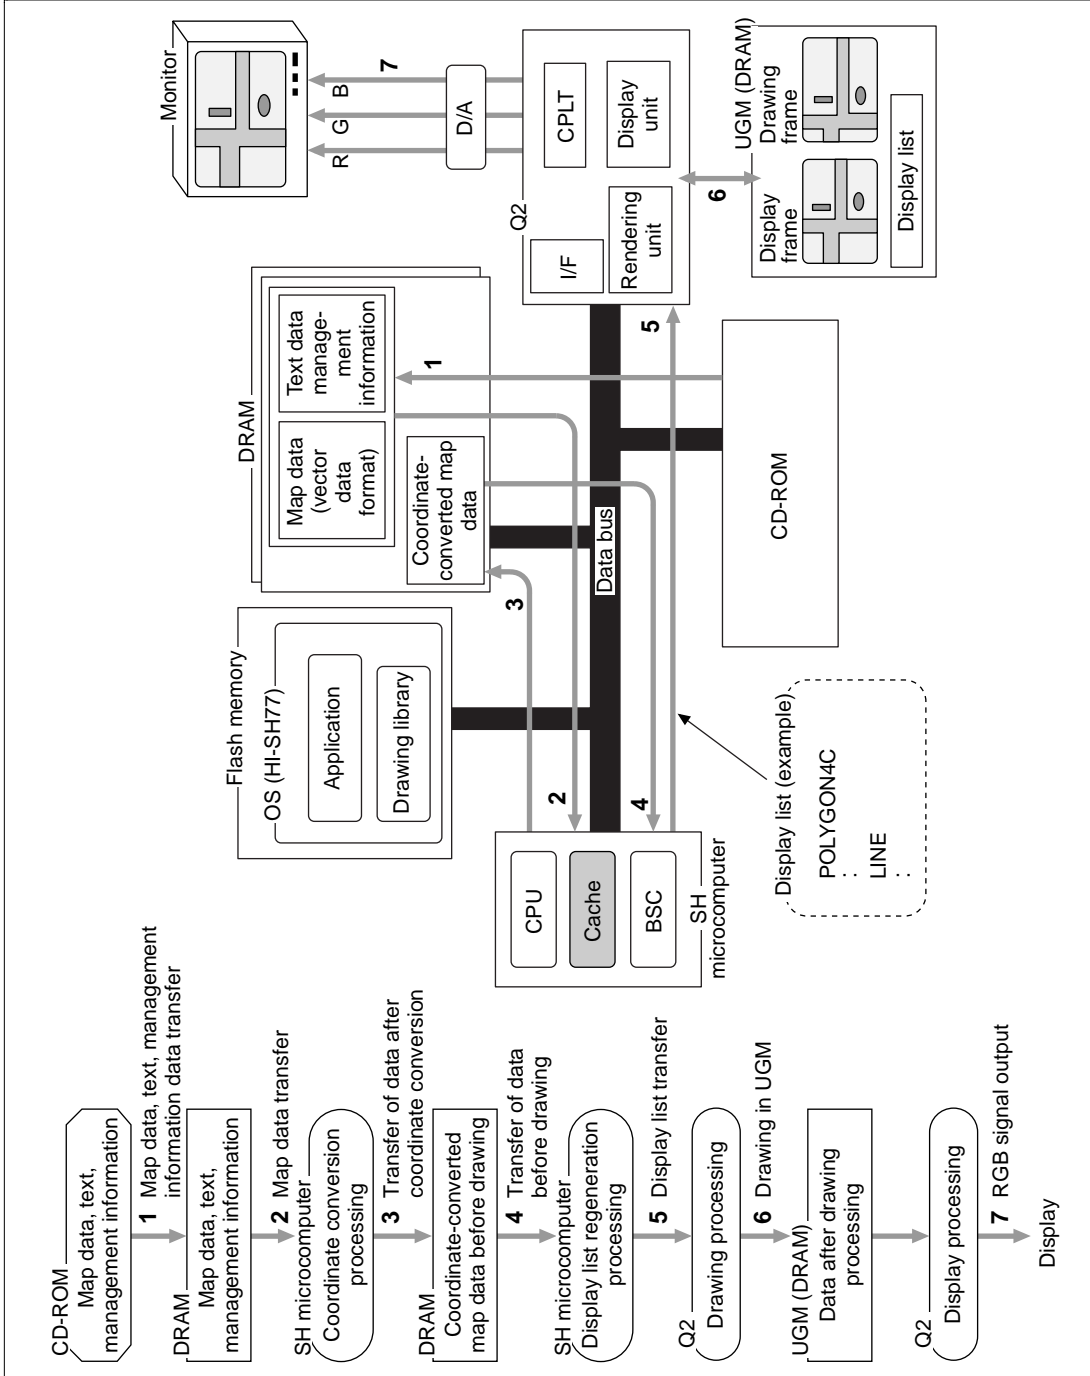 CD-ROM
Map data, text,
management information
1 Map data, text, management
information data transfer
DRAM
Map data, text,
management information
2 Map data transfer
SH microcomputer
Coordinate conversion
processing
3 Transfer of data after
coordinate conversion
DRAM
Coordinate-converted
map data before drawing
4 Transfer of data
before drawing
SH microcomputer
Display list regeneration
processing
5 Display list transfer
Q2
Drawing processing
6 Drawing in UGM
UGM (DRAM)
Data after drawing
processing
Q2
Display processing
7 RGB signal output
Display
Flash memory
OS (HI-SH77)
Application
Drawing library
DRAM
Map data
(vector
data
format)
Text data
manage-
ment
information
Coordinate-
converted map
data
Monitor
R
G
B
7
D/A
Q2
I/F
CPLT
Rendering
unit
Display
unit
CPU
Cache
BSC
SH
microcomputer
3
2
4
1
5
6
Data bus
Display list (example)
POLYGON4C
:
LINE
:
CD-ROM
UGM (DRAM)
Display
frame
Drawing
frame
Display list